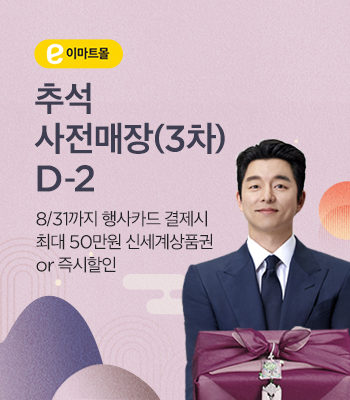 e 이마트몰
추석
사전매장(3차)
D-2
8/31까지 행사카드 결제시
최대 50만원 신세계상품권
or 즉시할인